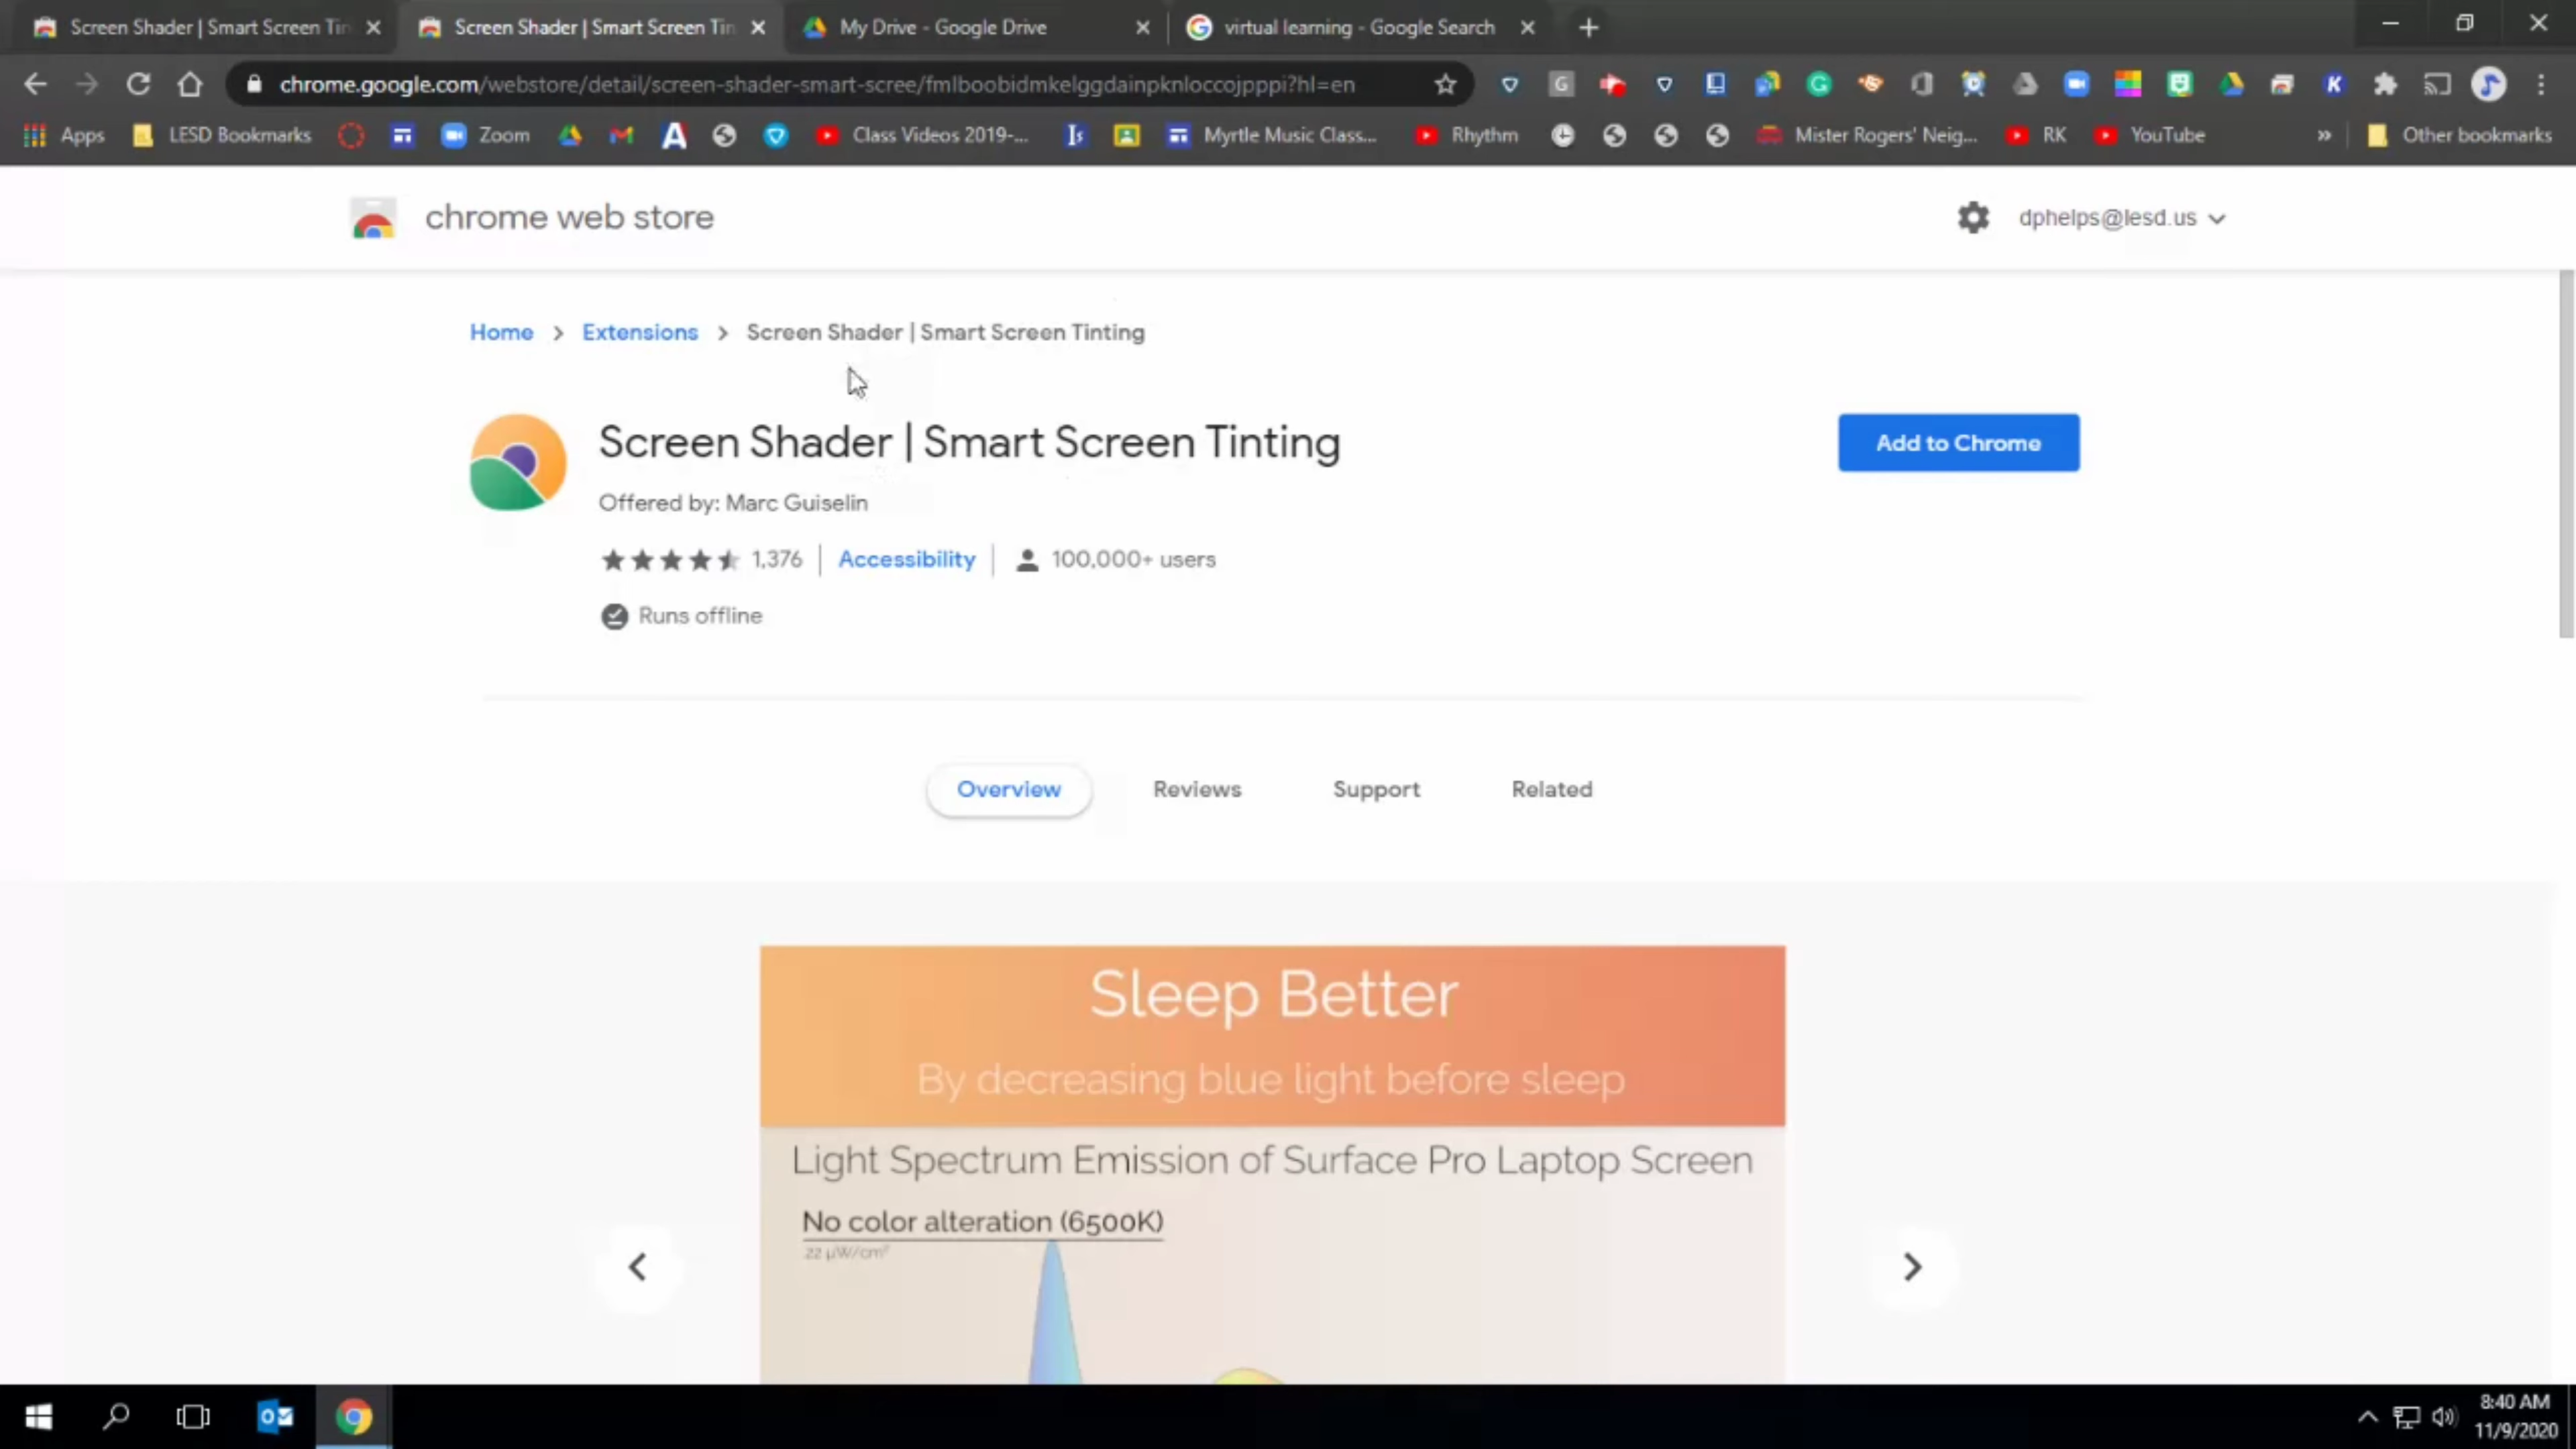 Screen Shader | Smart Screen Tin
Screen Shader | Smart Screen Tin
My Drive - Google Drive
virtual learning - Google Search
chrome.google.com/webstore/detail/screen-shader-smart-scree/fmlboobidmkelggdainpknloccojpppi?hl=en
Apps
LESD Bookmarks
Zoom
Class Videos 2019-...
Myrtle Music Class...
Rhythm
Mister Rogers' Neig...
RK
YouTube
Other bookmarks
chrome web store
dphelps@lesd.us
Home > Extensions > Screen Shader | Smart Screen Tinting
Screen Shader | Smart Screen Tinting
Add to Chrome
Offered by: Marc Guiselin
1,376 | Accessibility | 100,000+ users
Runs offline
Overview
Reviews
Support
Related
Sleep Better
By decreasing blue light before sleep
Light Spectrum Emission of Surface Pro Laptop Screen
No color alteration (6500K)
22 µW/cm²
8:40 AM
11/9/2020